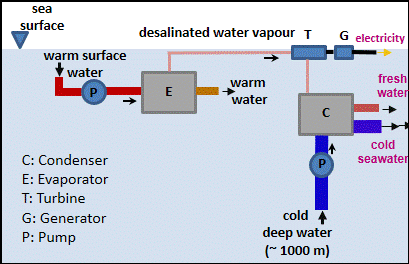 sea
surface
desalinated water vapour
T
G
electricity
warm surface
water
P
E
warm
water
fresh
water
C
cold
seawater
P
C: Condenser
E: Evaporator
T: Turbine
G: Generator
P: Pump
cold
deep water
(~ 1000 m)